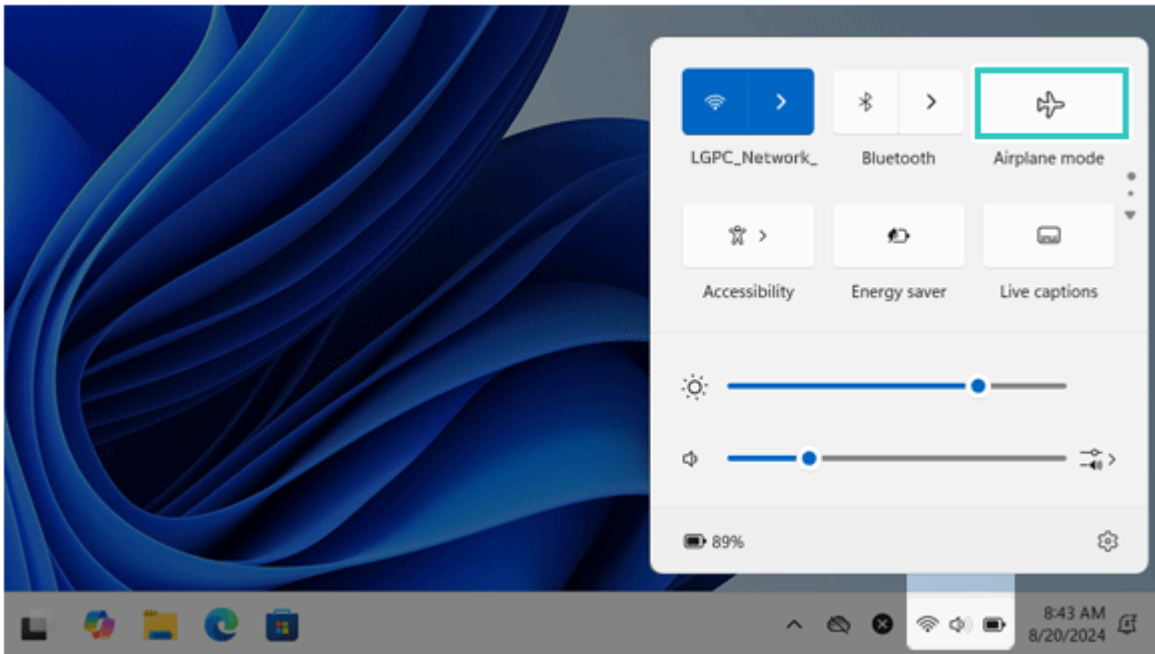 LGPC_Network_
Bluetooth
Airplane mode
Accessibility
Energy saver
Live captions
89%
8:43 AM
8/20/2024